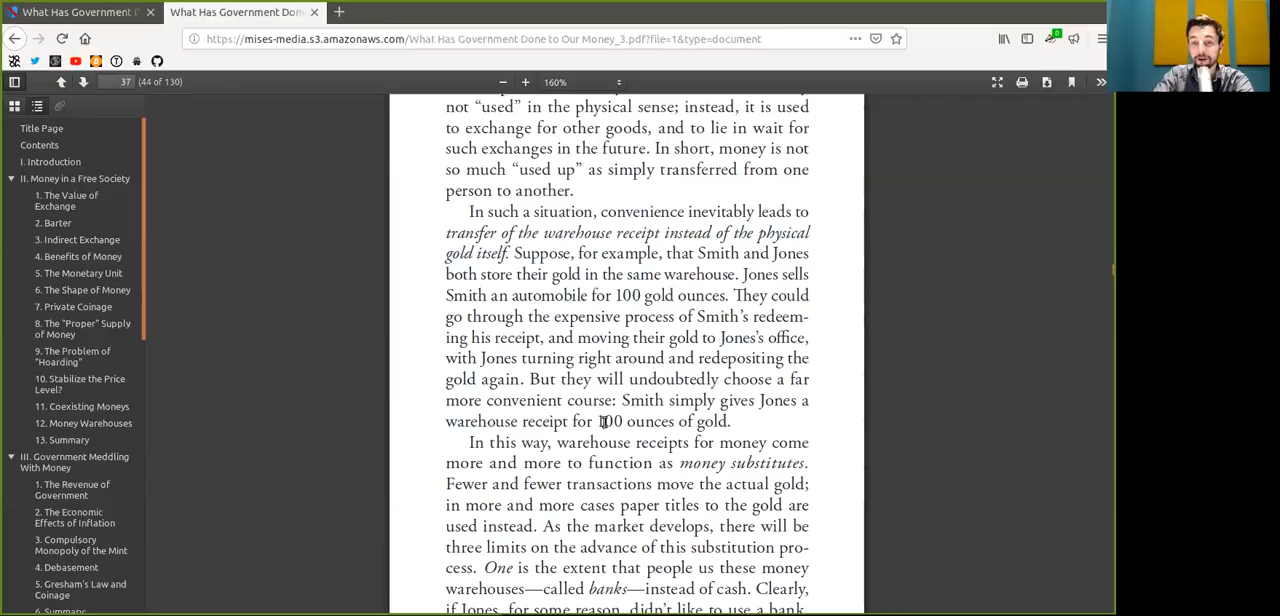 What Has Government I
What Has Government Don
https://mises-media.s3.amazonaws.com/What Has Government Done to Our Money_3.pdf?file=1&type=document
0
37 (44 of 130)
160%
Title Page
Contents
I. Introduction
II. Money in a Free Society
1. The Value of
Exchange
2. Barter
3. Indirect Exchange
4. Benefits of Money
5. The Monetary Unit
6. The Shape of Money
7. Private Coinage
8. The "Proper" Supply
of Money
9. The Problem of
"Hoarding"
10. Stabilize the Price
Level?
11. Coexisting Moneys
12. Money Warehouses
13. Summary
III. Government Meddling
With Money
1. The Revenue of
Government
2. The Economic
Effects of Inflation
3. Compulsory
Monopoly of the Mint
4. Debasement
5. Gresham's Law and
Coinage
6. Summary
not “used” in the physical sense; instead, it is used
to exchange for other goods, and to lie in wait for
such exchanges in the future. In short, money is not
so much “used up” as simply transferred from one
person to another.
In such a situation, convenience inevitably leads to
transfer of the warehouse receipt instead of the physical
gold itself. Suppose, for example, that Smith and Jones
both store their gold in the same warehouse. Jones sells
Smith an automobile for 100 gold ounces. They could
go through the expensive process of Smith’s redeem-
ing his receipt, and moving their gold to Jones’s office,
with Jones turning right around and redepositing the
gold again. But they will undoubtedly choose a far
more convenient course: Smith simply gives Jones a
warehouse receipt for 100 ounces of gold.
In this way, warehouse receipts for money come
more and more to function as money substitutes.
Fewer and fewer transactions move the actual gold;
in more and more cases paper titles to the gold are
used instead. As the market develops, there will be
three limits on the advance of this substitution pro-
cess. One is the extent that people us these money
warehouses—called banks—instead of cash. Clearly,
if Jones, for some reason, didn’t like to use a bank,